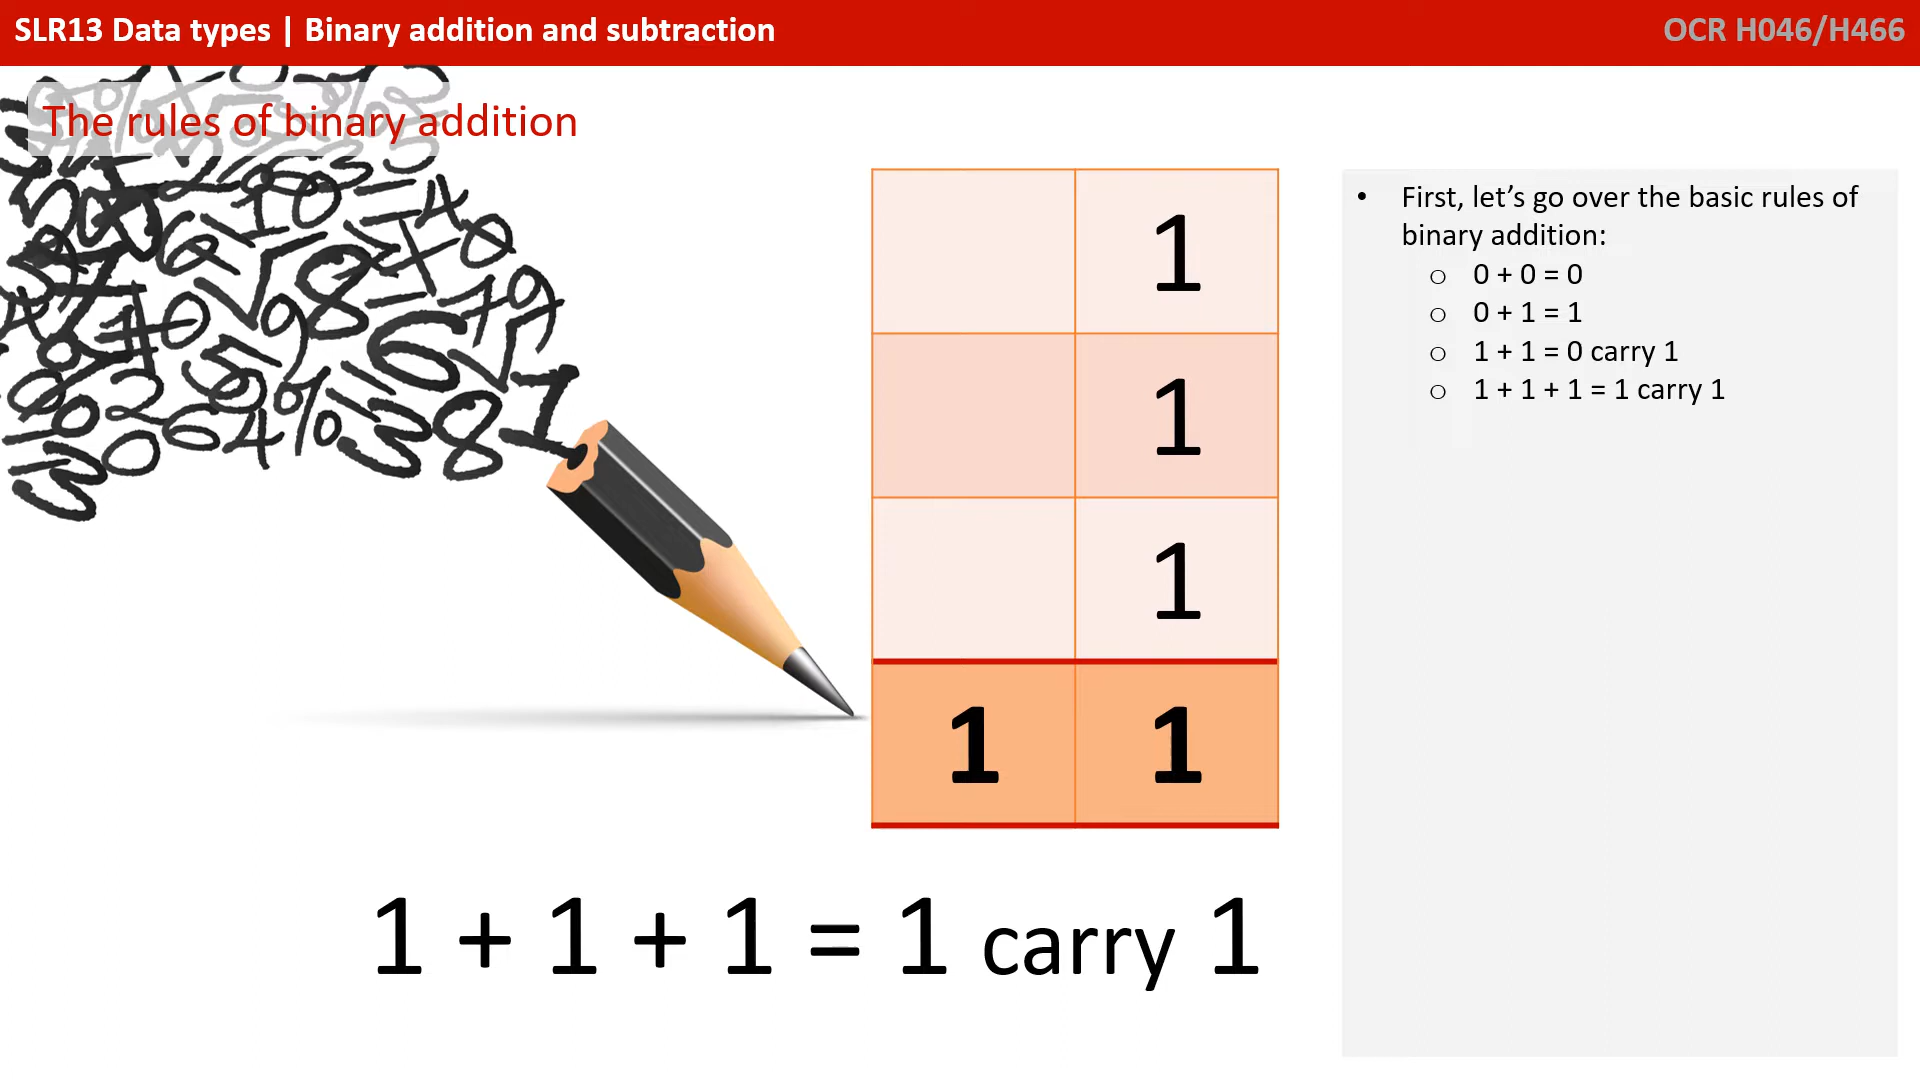 SLR13 Data types | Binary addition and subtraction
OCR H046/H466
The rules of binary addition
1
1
1
1 1
1 + 1 + 1 = 1 carry 1
• First, let’s go over the basic rules of
binary addition:
o 0 + 0 = 0
o 0 + 1 = 1
o 1 + 1 = 0 carry 1
o 1 + 1 + 1 = 1 carry 1